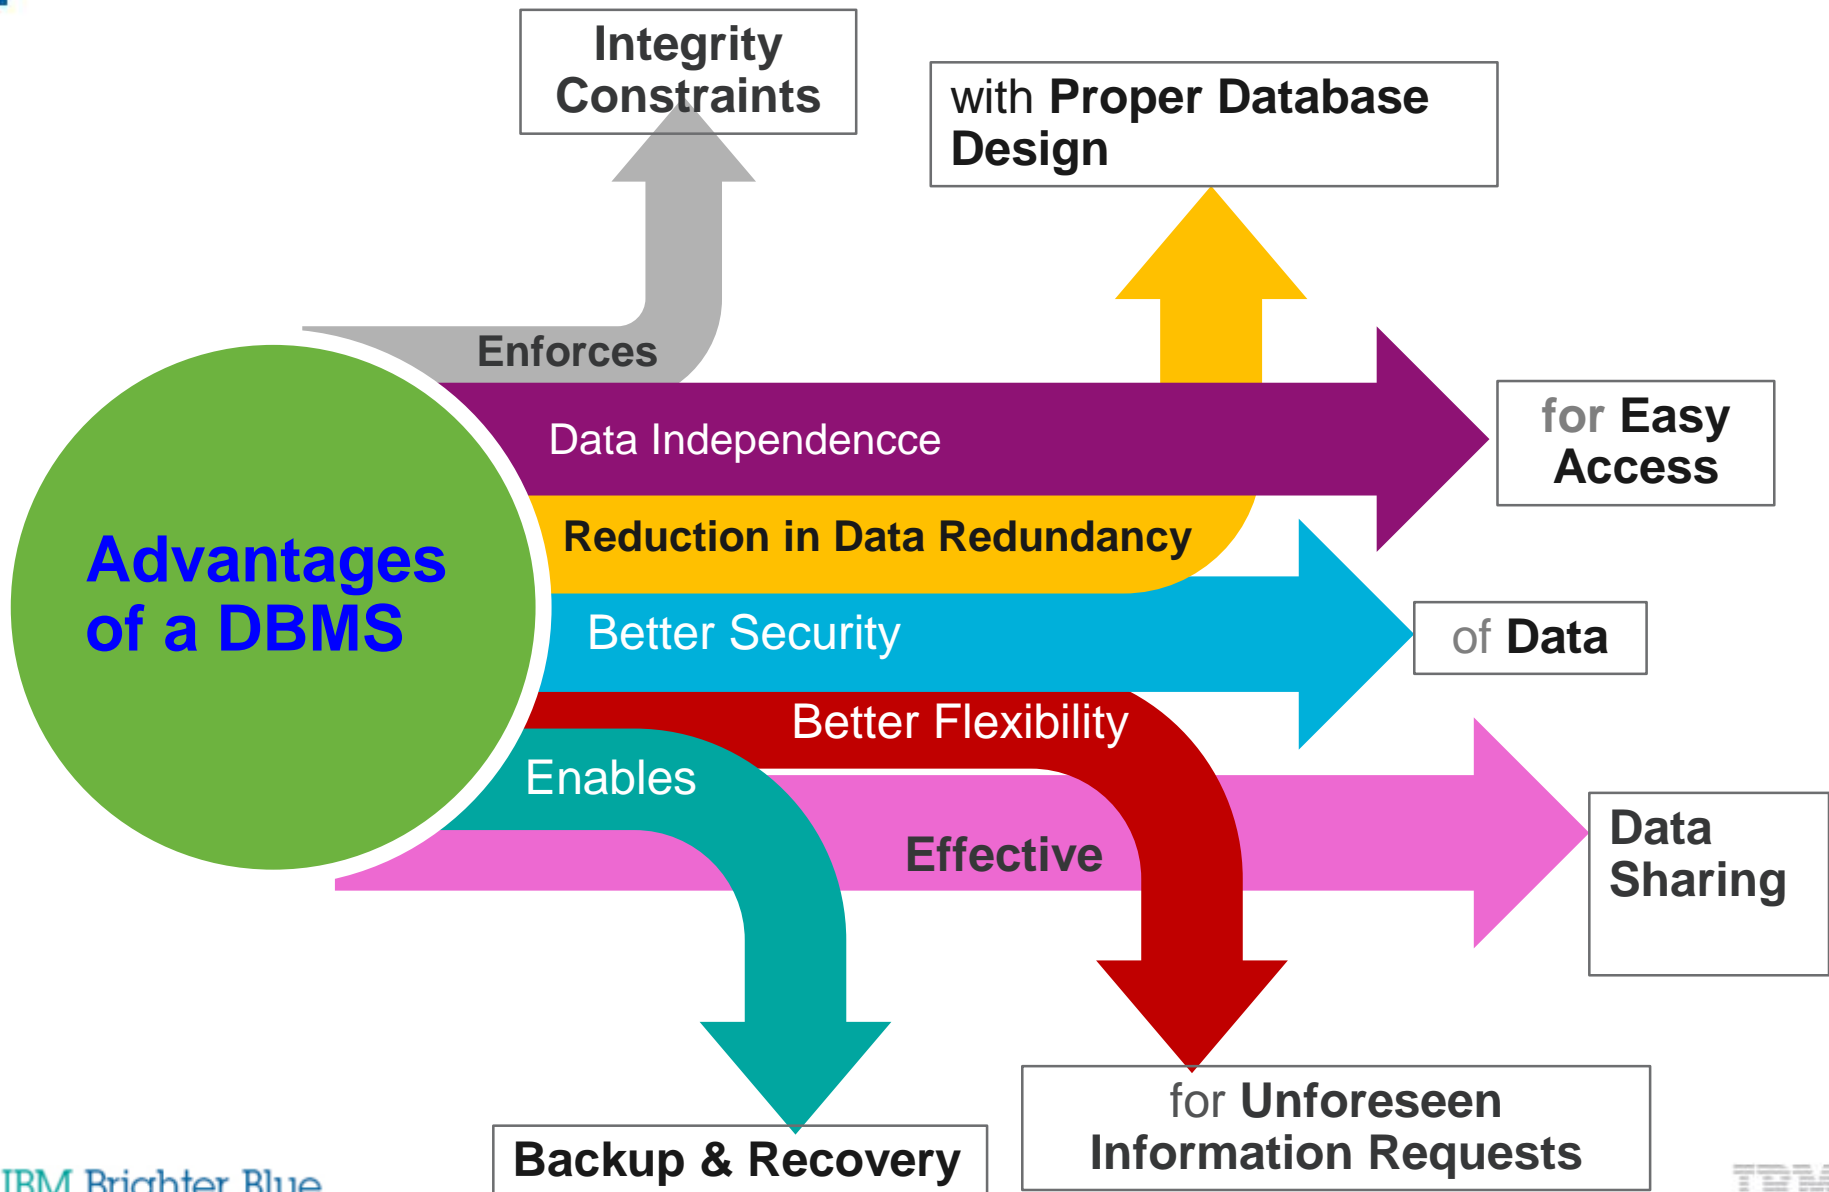 Integrity
Constraints
with Proper Database
Design
Enforces
Data Independencce
for Easy
Access
Reduction in Data Redundancy
Advantages
of a DBMS
Better Security
of Data
Better Flexibility
Enables
Effective
Data
Sharing
for Unforeseen
Information Requests
Backup & Recovery
IBM Brighter Blue
IBM